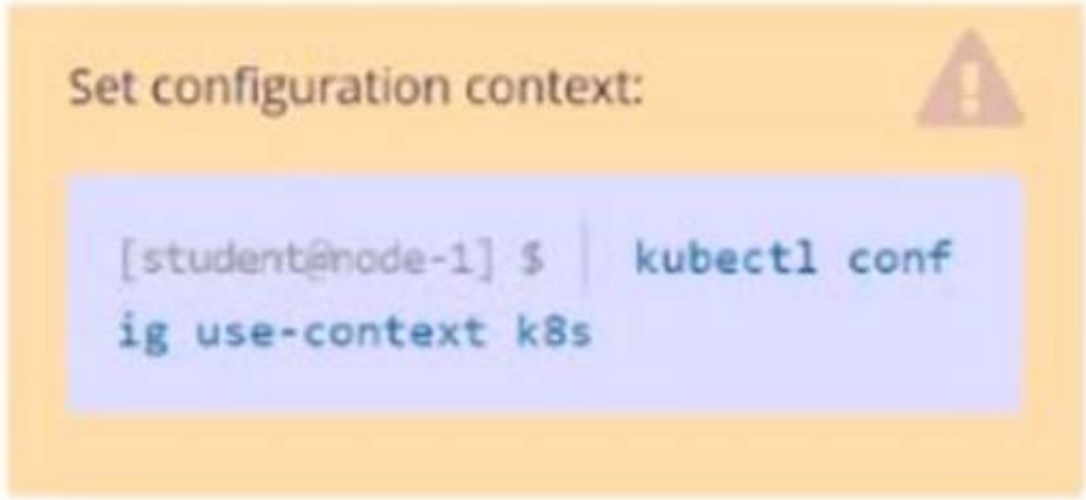 Set configuration context:
[student@node-1] $ | kubectl conf
ig use-context k8s